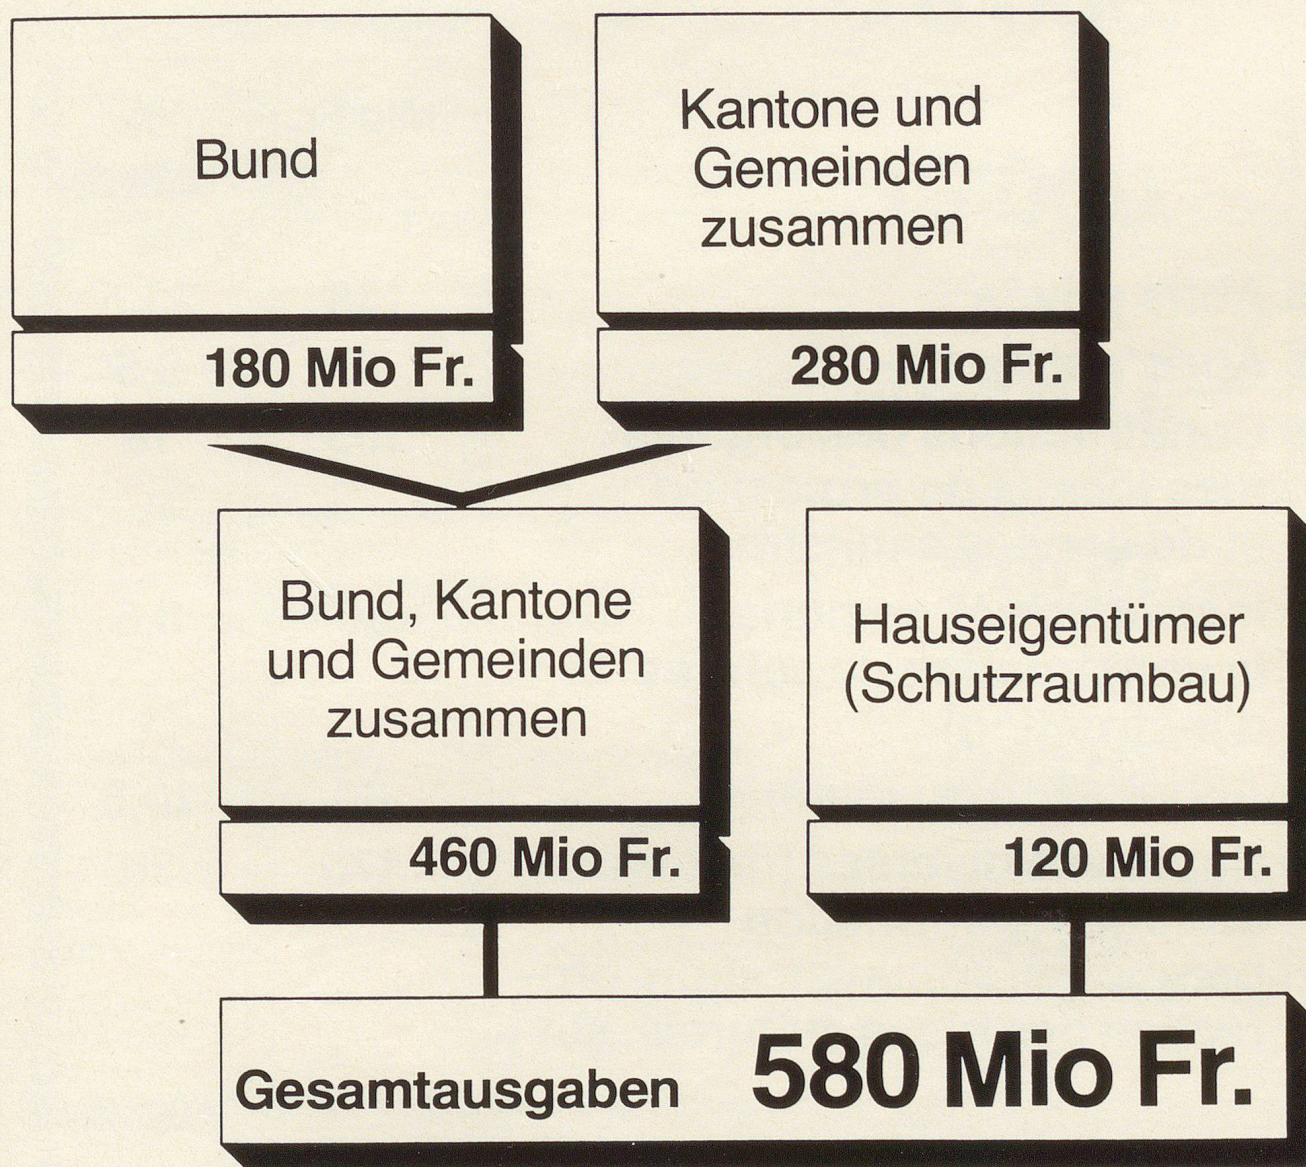 Bund
180 Mio Fr.
Kantone und
Gemeinden
zusammen
280 Mio Fr.
Bund, Kantone
und Gemeinden
zusammen
460 Mio Fr.
Hauseigentümer
(Schutzraumbau)
120 Mio Fr.
Gesamtausgaben 580 Mio Fr.